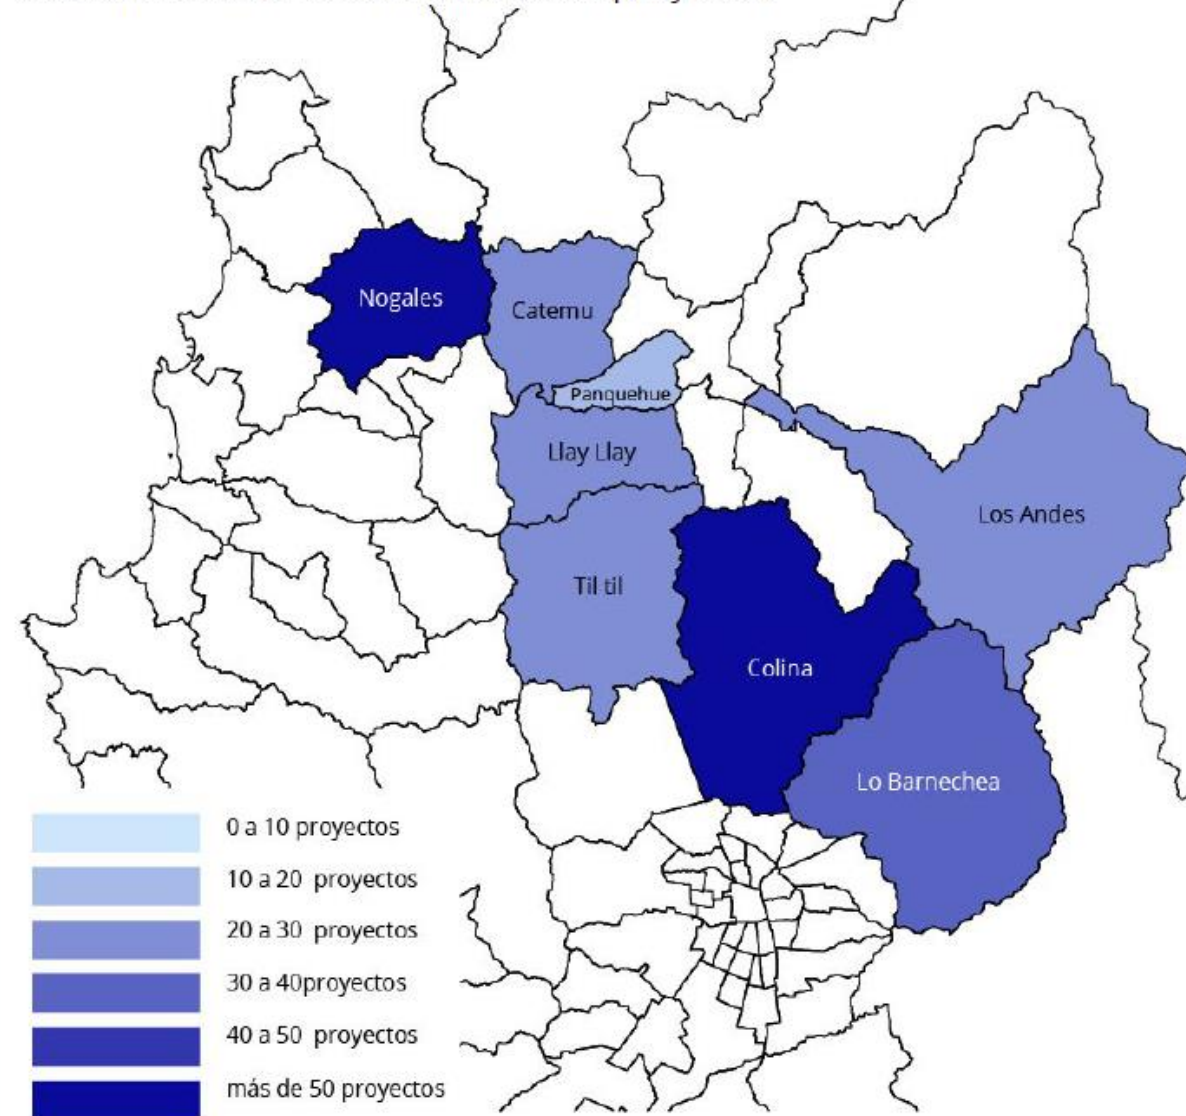 Nogales
Catemu
Panquehue
Llay Llay
Los Andes
Til til
Colina
Lo Barnechea
0 a 10 proyectos
10 a 20 proyectos
20 a 30 proyectos
30 a 40proyectos
40 a 50 proyectos
más de 50 proyectos